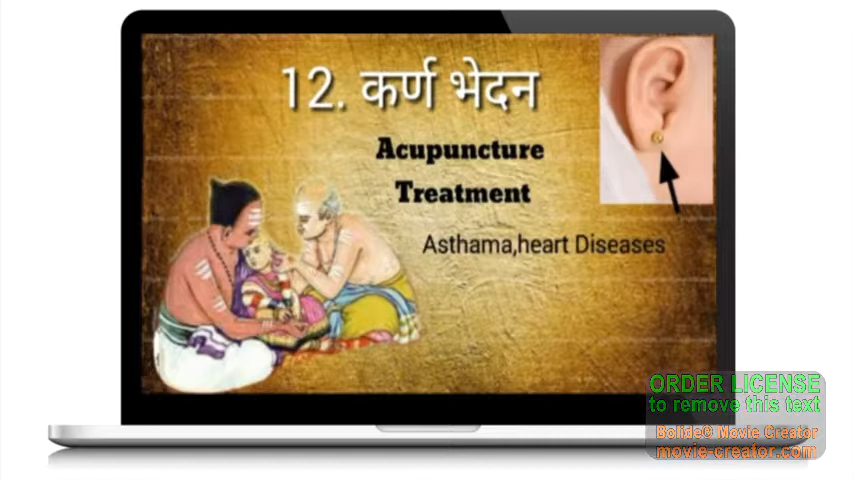 12. कर्ण भेदन
Acupuncture
Treatment
Asthama,heart Diseases
ORDER LICENSE
to remove this text
Bolide© Movie Creator
movie-creator.com